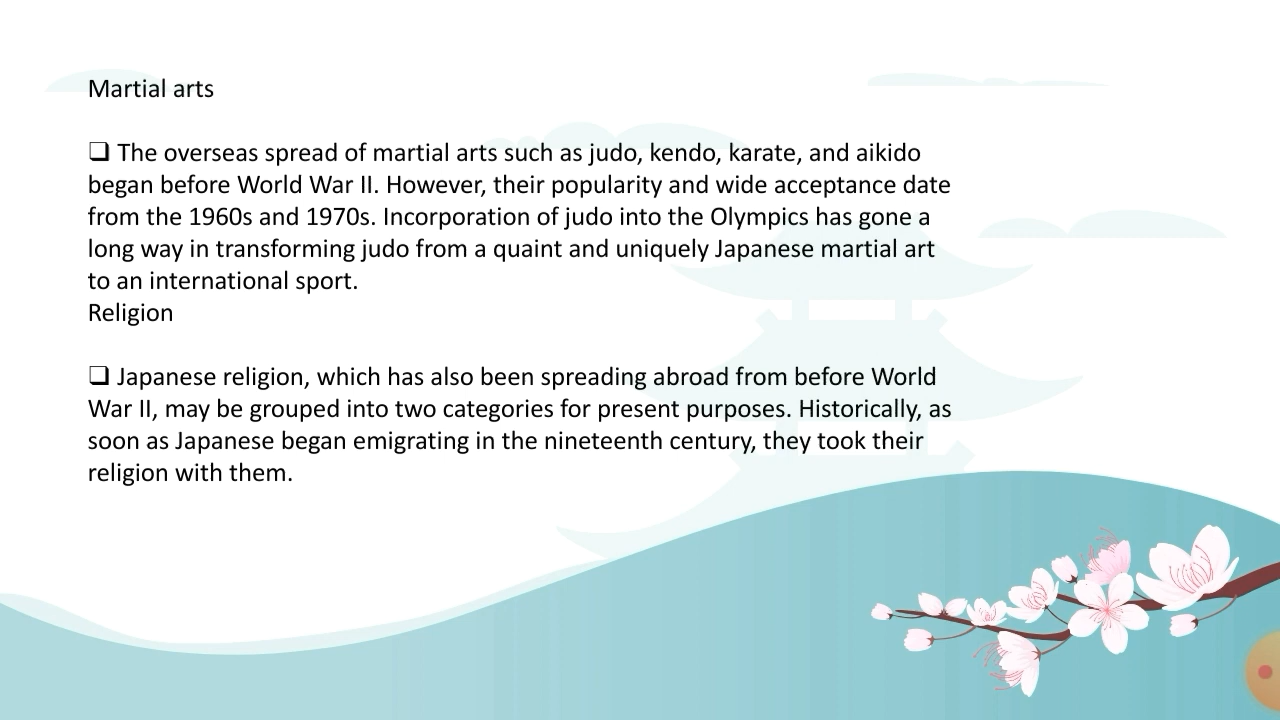 Martial arts
❑ The overseas spread of martial arts such as judo, kendo, karate, and aikido
began before World War II. However, their popularity and wide acceptance date
from the 1960s and 1970s. Incorporation of judo into the Olympics has gone a
long way in transforming judo from a quaint and uniquely Japanese martial art
to an international sport.
Religion
❑ Japanese religion, which has also been spreading abroad from before World
War II, may be grouped into two categories for present purposes. Historically, as
soon as Japanese began emigrating in the nineteenth century, they took their
religion with them.